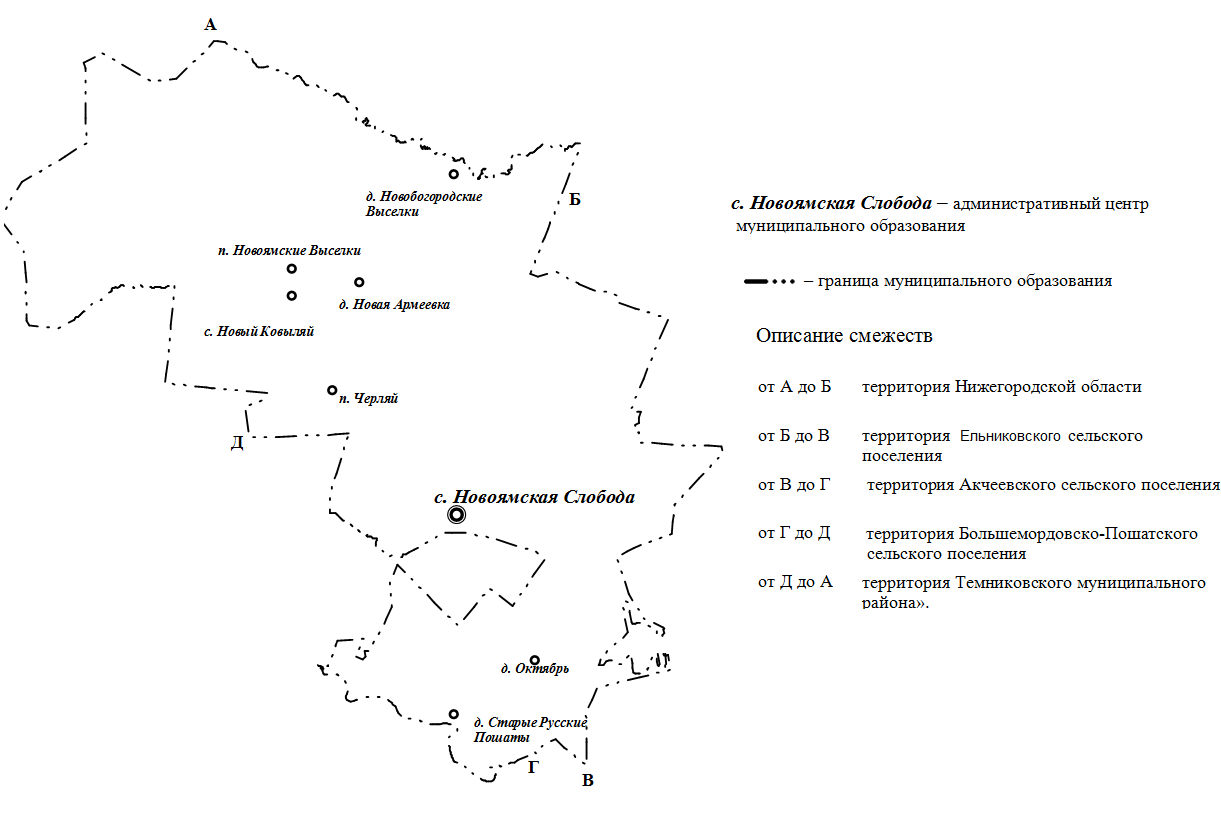 А
д. Новобогородские
Выселки
Б
п. Новоямские Выселки
д. Новая Армеевка
с. Новый Ковыляй
п. Черляй
Д
с. Новоямская Слобода
д. Октябрь
д. Старые Русские
Пошаты
Г
В
с. Новоямская Слобода – административный центр
муниципального образования
– граница муниципального образования
Описание смежеств
от А до Б территория Нижегородской области
от Б до В территория Ельниковского сельского
поселения
от В до Г территория Акчеевского сельского поселения
от Г до Д территория Большемордовско-Пошатского
сельского поселения
от Д до А территория Темниковского муниципального
района».